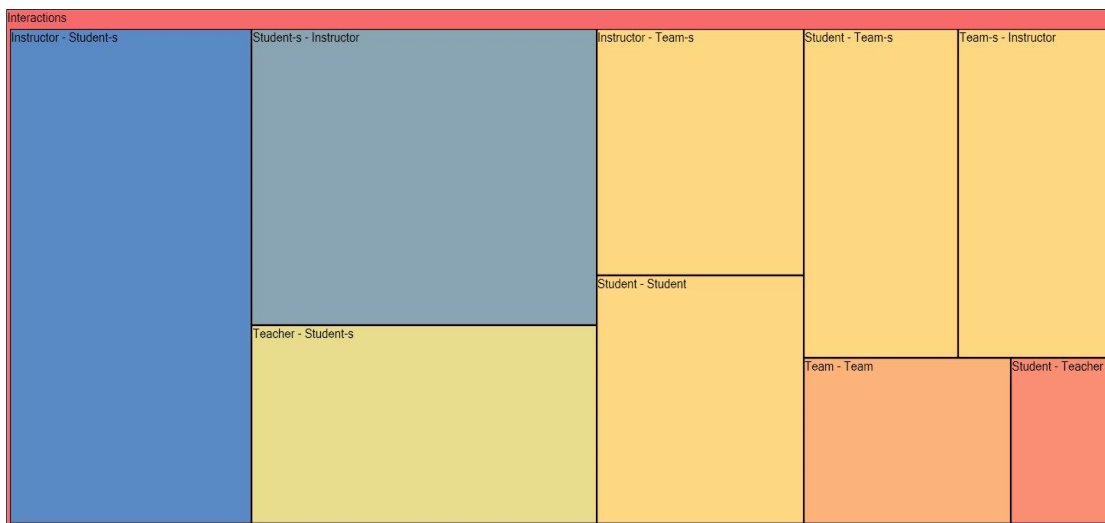 Interactions
Instructor - Student-s
Student-s - Instructor
Instructor - Team-s
Student - Team-s
Team-s - Instructor
Student - Student
Teacher - Student-s
Team - Team
Student - Teacher